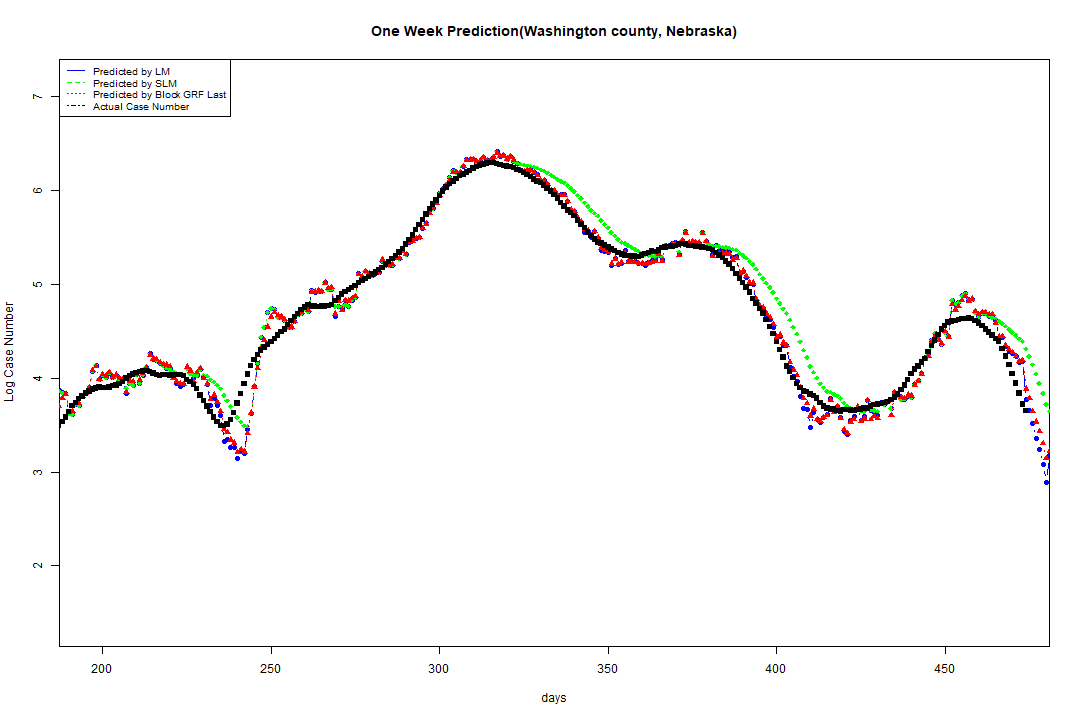 One Week Prediction(Washington county, Nebraska)
Predicted by LM
Predicted by SLM
Predicted by Block GRF Last
Actual Case Number
7
6
5
4
3
2
Log Case Number
200 250 300 350 400 450
days